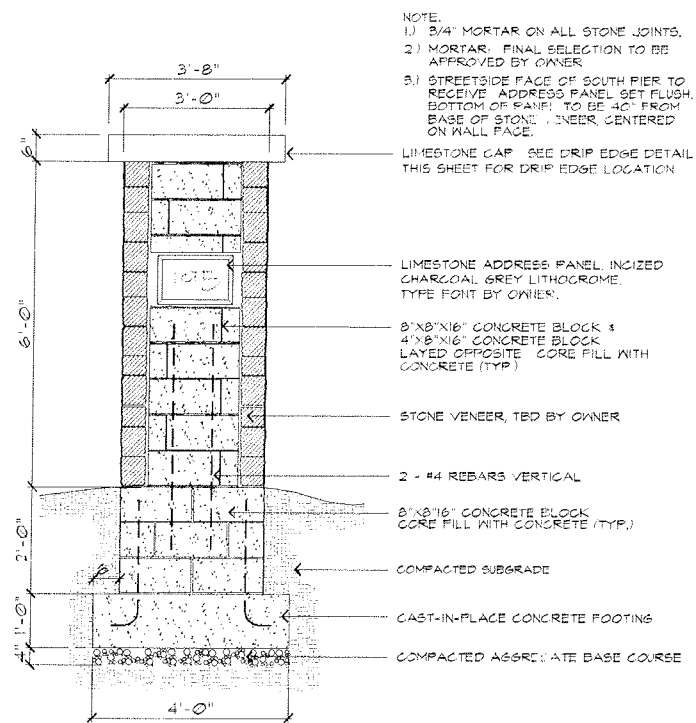 NOTE:
1.) 3/4" MORTAR ON ALL STONE JOINTS.
2.) MORTAR: FINAL SELECTION TO BE
APPROVED BY OWNER
3.) STREETSIDE FACE OF SOUTH PIER TO
RECEIVE ADDRESS PANEL SET FLUSH.
BOTTOM OF PANEL TO BE 40" FROM
BASE OF STONE VENEER, CENTERED
ON WALL FACE.
3'-8"
3'-0"
6"
LIMESTONE CAP SEE DRIP EDGE DETAIL
THIS SHEET FOR DRIP EDGE LOCATION
LIMESTONE ADDRESS PANEL, INCIZED
CHARCOAL GREY LITHOCROME.
TYPE FONT BY OWNER.
6'-0"
8"X8"X16" CONCRETE BLOCK &
4"X8"X16" CONCRETE BLOCK
LAYED OPPOSITE CORE FILL WITH
CONCRETE (TYP.)
STONE VENEER, TBD BY OWNER
2 - #4 REBARS VERTICAL
8"X8"16" CONCRETE BLOCK
CORE FILL WITH CONCRETE (TYP.)
2'-0"
COMPACTED SUBGRADE
1'-0"
CAST-IN-PLACE CONCRETE FOOTING
4"
COMPACTED AGGREGATE BASE COURSE
4'-0"